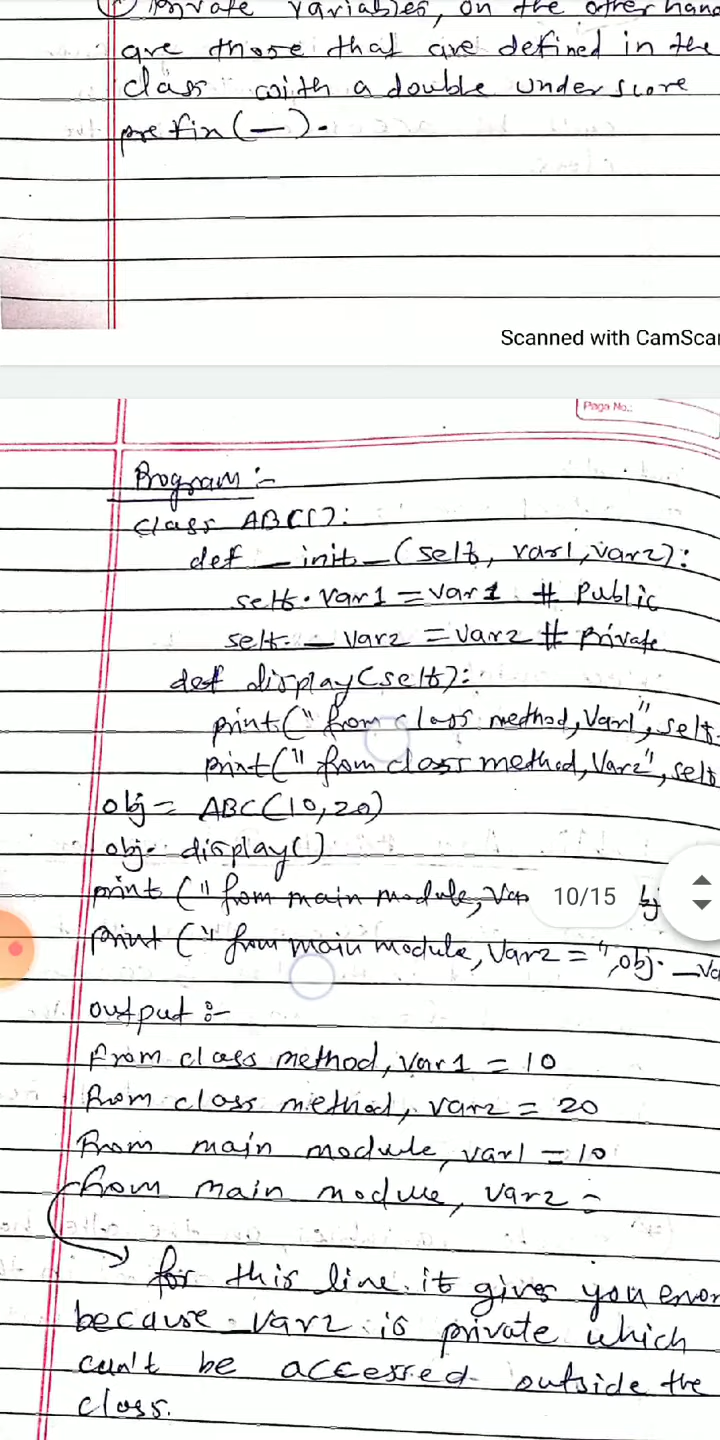 Private variables, on the other hand
are those that are defined in the
class with a double underscore
prefix (__).
Scanned with CamScan
Page No.:
Program :-
class ABC():
def __init__(self, var1, var2):
self.var1 = var1 # Public
self.__var2 = var2 # Private
def display(self):
print("from class method, Var1", self.
print("from class method, Var2", self
obj = ABC(10,20)
obj. display()
print ("from main module, Var
10/15
print ("from main module, Var2 = ", obj. __va
output :-
From class method, var1 = 10
From class method, var2 = 20
From main module, var1 = 10
From main module, var2 =
for this line it gives you error
because var2 is private which
can't be accessed outside the
class.